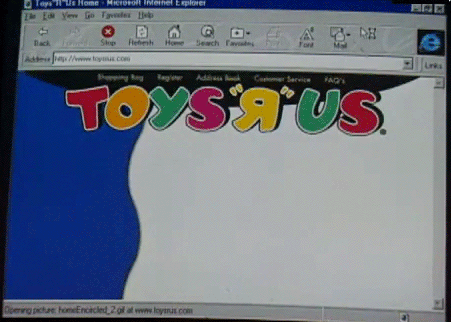 Toys"R"Us Home - Microsoft Internet Explorer
File Edit View Go Favorites Help
Back Stop Refresh Home Search Favorites Print Font Mail
Address http://www.toysrus.com Links
Shopping Bag Register Address Book Customer Service FAQ's
TOYS"Я"US
Opening picture: homeEncircled_2.gif at www.toysrus.com